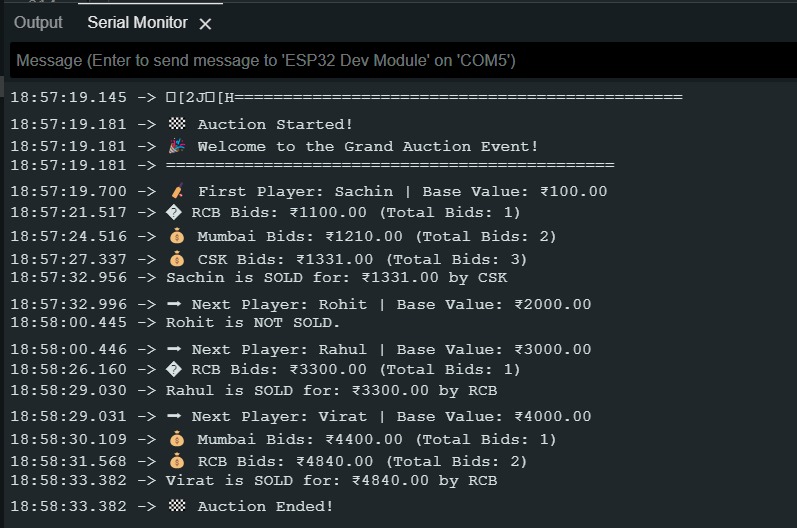 Output Serial Monitor ×
Message (Enter to send message to 'ESP32 Dev Module' on 'COM5')
18:57:19.145 -> □[2J□[H==============================================
18:57:19.181 -> 🏁 Auction Started!
18:57:19.181 -> 🎉 Welcome to the Grand Auction Event!
18:57:19.181 -> ==============================================
18:57:19.700 -> 🏏 First Player: Sachin | Base Value: ₹100.00
18:57:21.517 -> � RCB Bids: ₹1100.00 (Total Bids: 1)
18:57:24.516 -> 💰 Mumbai Bids: ₹1210.00 (Total Bids: 2)
18:57:27.337 -> 💰 CSK Bids: ₹1331.00 (Total Bids: 3)
18:57:32.956 -> Sachin is SOLD for: ₹1331.00 by CSK
18:57:32.996 -> ➡ Next Player: Rohit | Base Value: ₹2000.00
18:58:00.445 -> Rohit is NOT SOLD.
18:58:00.446 -> ➡ Next Player: Rahul | Base Value: ₹3000.00
18:58:26.160 -> � RCB Bids: ₹3300.00 (Total Bids: 1)
18:58:29.030 -> Rahul is SOLD for: ₹3300.00 by RCB
18:58:29.031 -> ➡ Next Player: Virat | Base Value: ₹4000.00
18:58:30.109 -> 💰 Mumbai Bids: ₹4400.00 (Total Bids: 1)
18:58:31.568 -> 💰 RCB Bids: ₹4840.00 (Total Bids: 2)
18:58:33.382 -> Virat is SOLD for: ₹4840.00 by RCB
18:58:33.382 -> 🏁 Auction Ended!